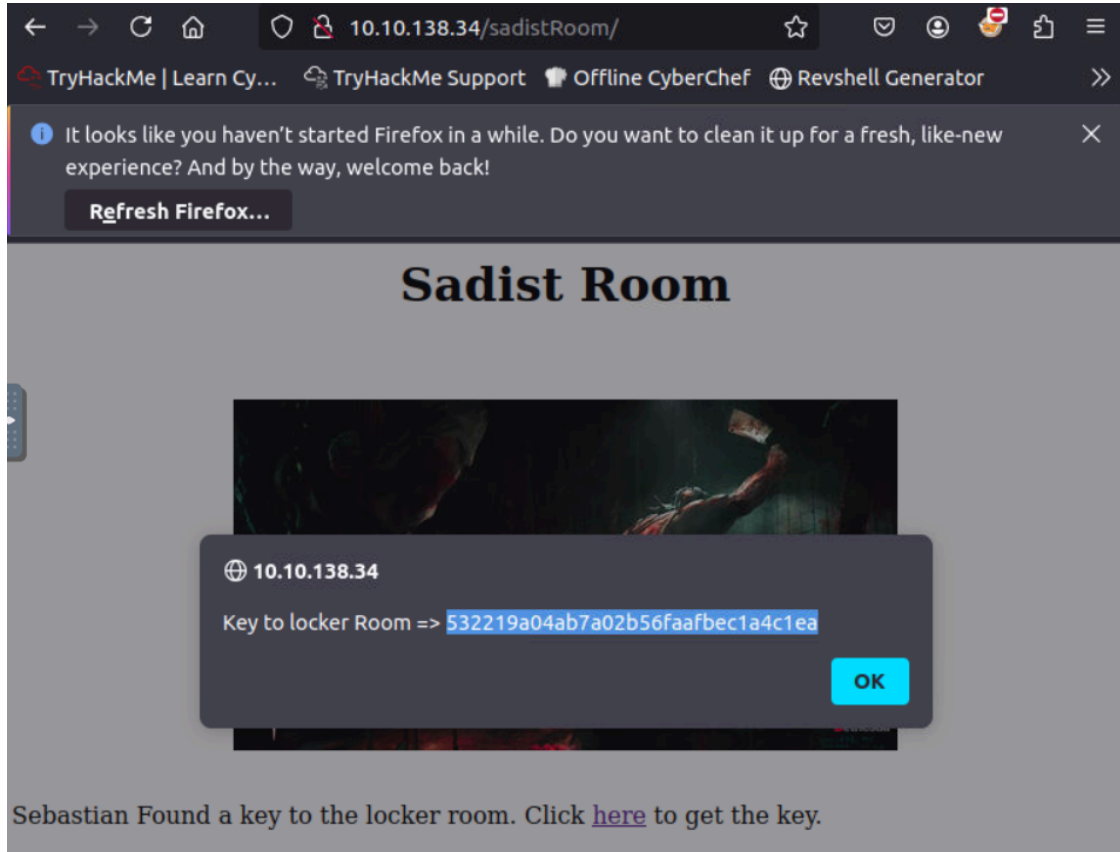 10.10.138.34/sadistRoom/
TryHackMe | Learn Cy... TryHackMe Support Offline CyberChef Revshell Generator
It looks like you haven't started Firefox in a while. Do you want to clean it up for a fresh, like-new
experience? And by the way, welcome back!
Refresh Firefox...
Sadist Room
10.10.138.34
Key to locker Room => 532219a04ab7a02b56faafbec1a4c1ea
OK
Sebastian Found a key to the locker room. Click here to get the key.